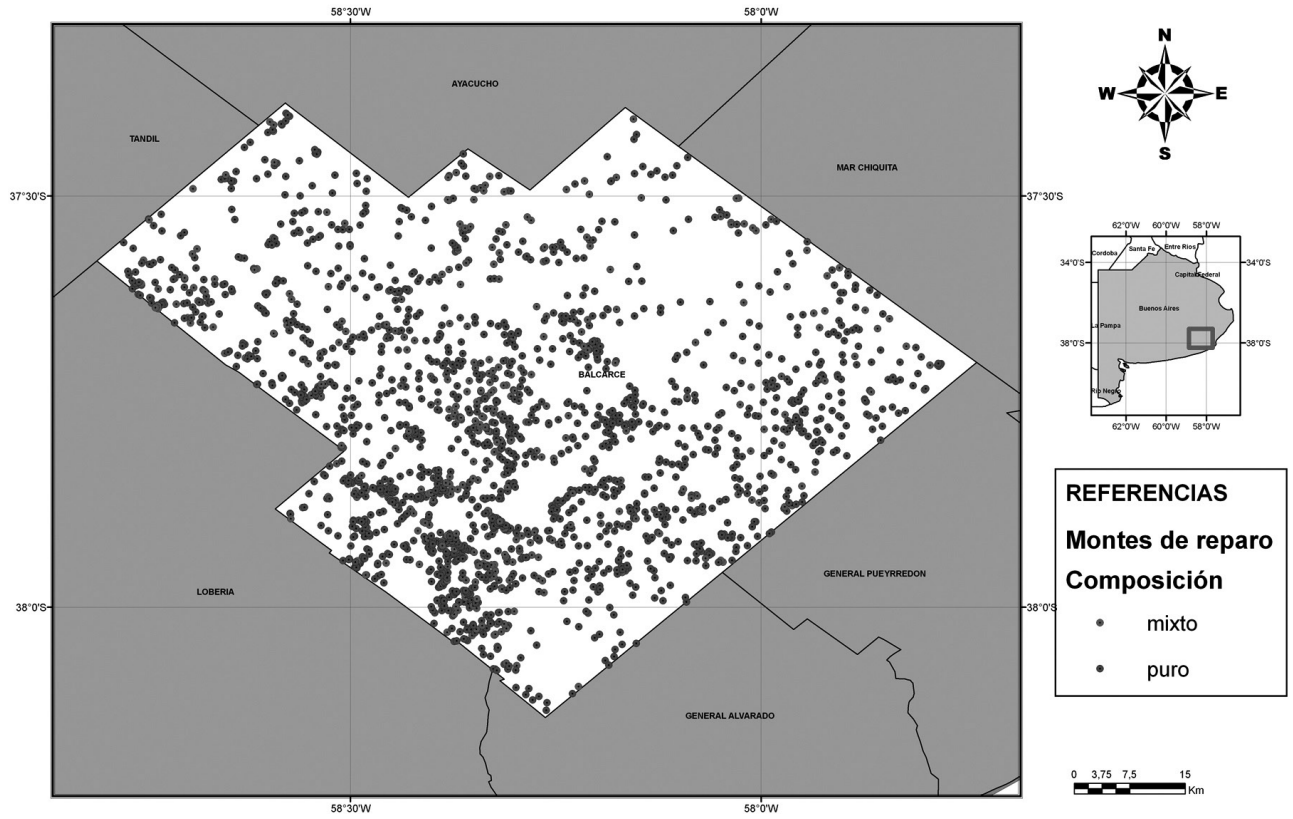 58°30'W 58°0'W
N
AYACUCHO
W E
TANDIL
S
MAR CHIQUITA
37°30'S 37°30'S
62°0'W 60°0'W 58°0'W
Cordoba Santa Fe Entre Rios
34°0'S 34°0'S
Capital Federal
Buenos Aires
La Pampa
38°0'S 38°0'S
BALCARCE
Rio Negro
62°0'W 60°0'W 58°0'W
REFERENCIAS
Montes de reparo
Composición
mixto
puro
GENERAL PUEYRREDON
LOBERIA
38°0'S 38°0'S
GENERAL ALVARADO
0 3,75 7,5 15
Km
58°30'W 58°0'W